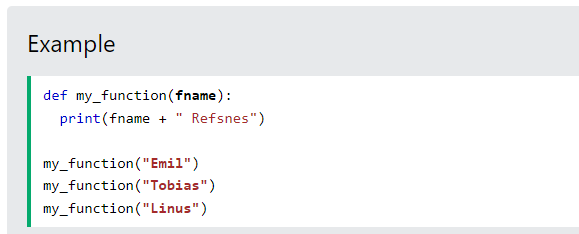 Example
def my_function(fname):
  print(fname + " Refsnes")
my_function("Emil")
my_function("Tobias")
my_function("Linus")